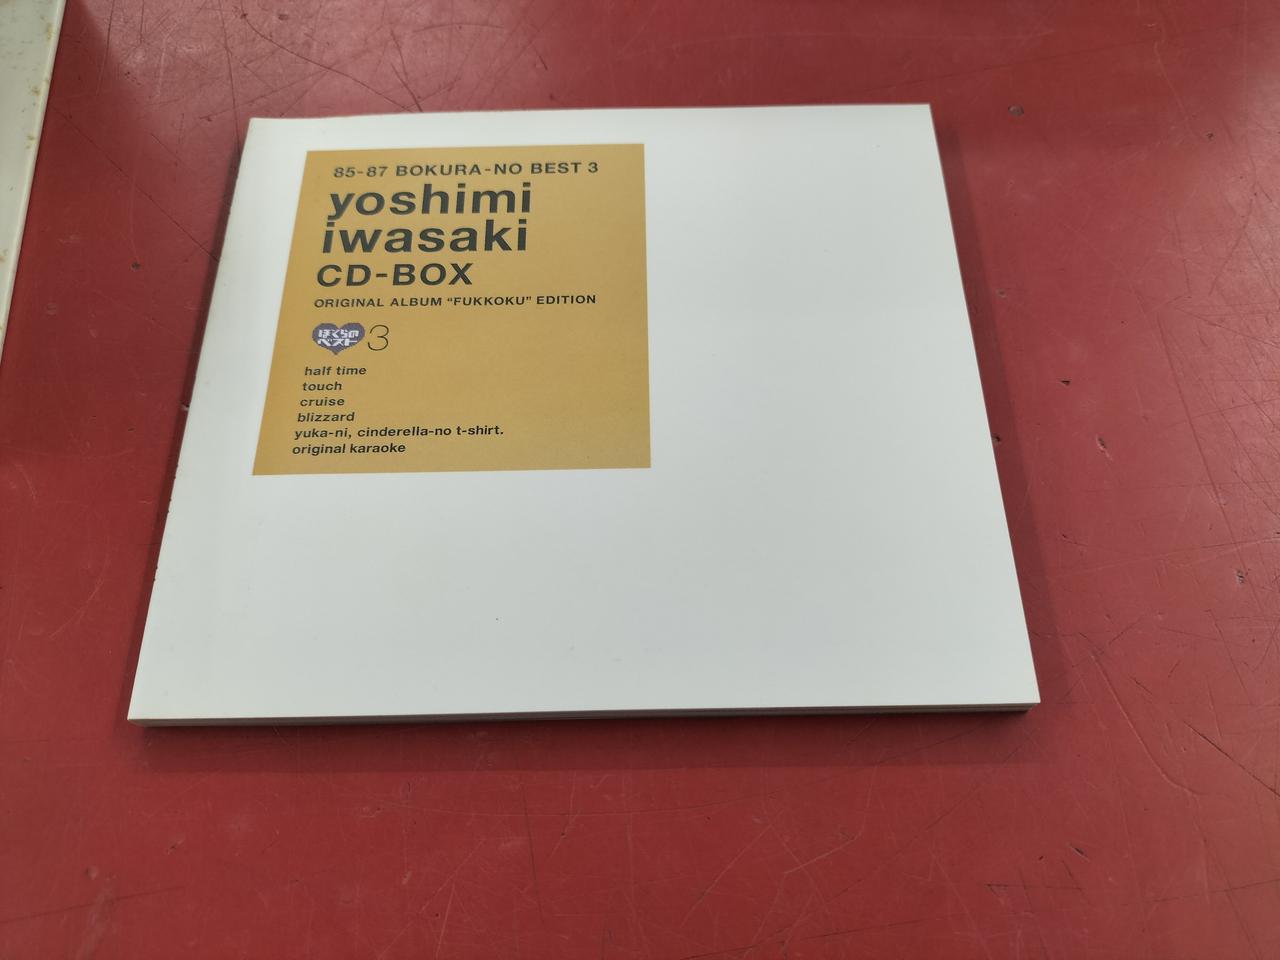 85-87 BOKURA-NO BEST 3
yoshimi
iwasaki
CD-BOX
ORIGINAL ALBUM "FUKKOKU" EDITION
ぼくらの
ベスト
3
half time
touch
cruise
blizzard
yuka-ni, cinderella-no t-shirt.
original karaoke